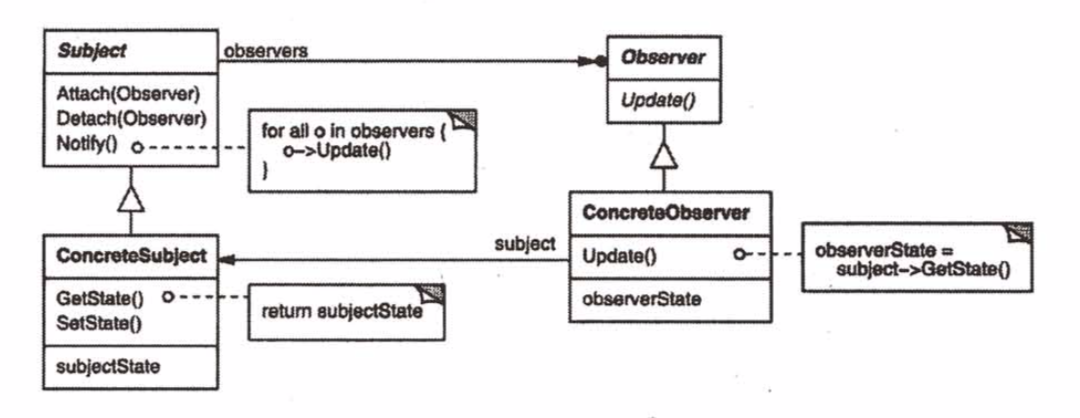 Subject
observers
Observer
Attach(Observer)
Detach(Observer)
Notify()
Update()
for all o in observers {
o->Update()
}
ConcreteSubject
subject
ConcreteObserver
GetState()
SetState()
return subjectState
Update()
observerState =
subject->GetState()
observerState
subjectState